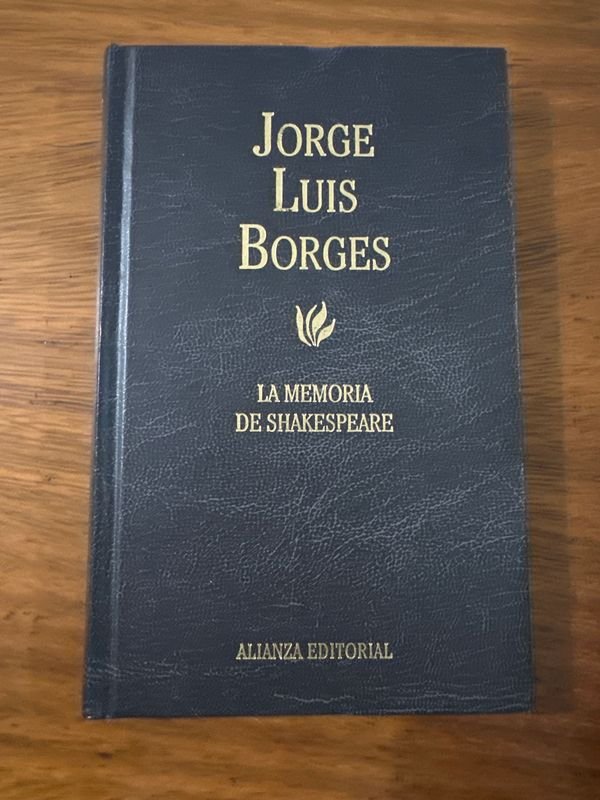 JORGE
LUIS
BORGES
LA MEMORIA
DE SHAKESPEARE
ALIANZA EDITORIAL